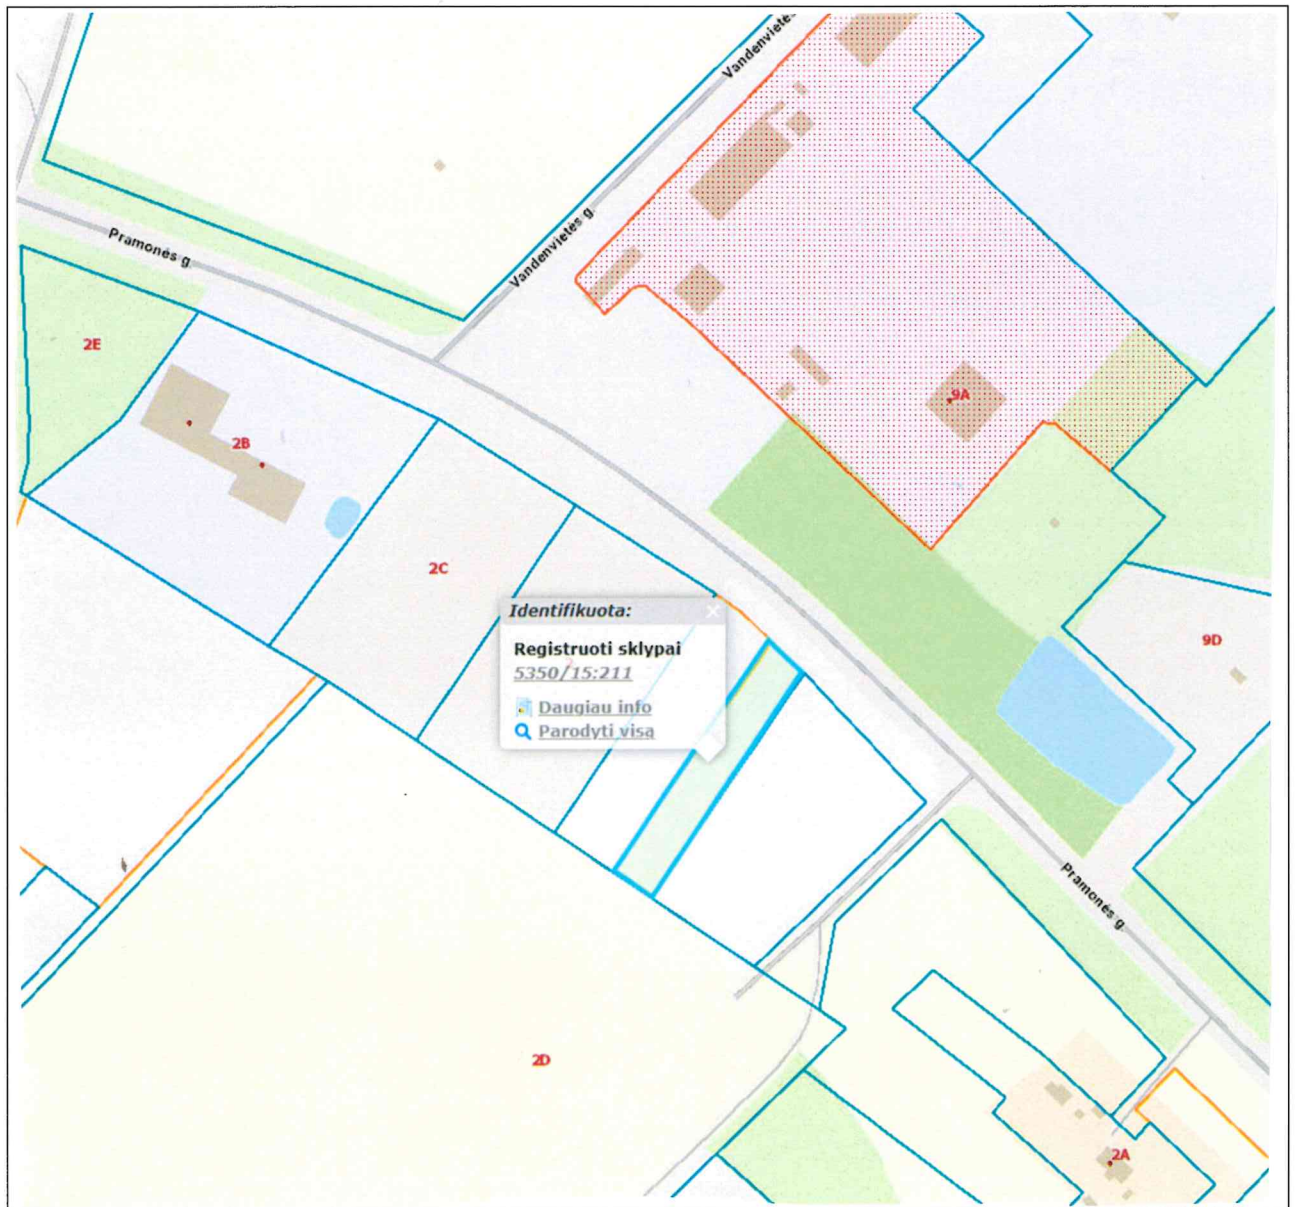 Vandenvietės
Vandenvietės g.
Pramonės g.
2E
2B
9A
2C
Identifikuota:
Registruoti sklypai
5350/15:211
Daugiau info
Parodyti visą
9D
Pramonės g.
2D
2A